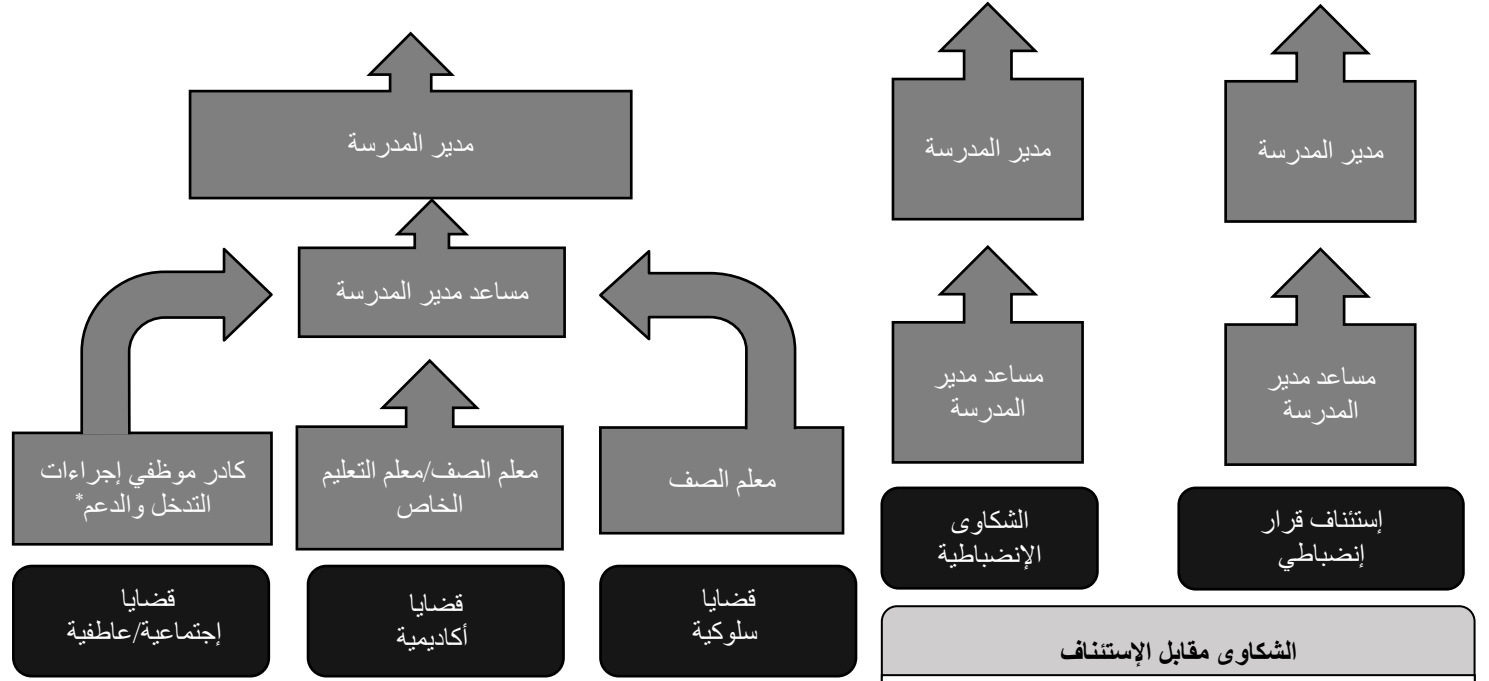 مدير المدرسة
مساعد مدير المدرسة
كادر موظفي إجراءات
التدخل والدعم*
معلم الصف/معلم التعليم
الخاص
معلم الصف
قضايا
إجتماعية/عاطفية
قضايا
أكاديمية
قضايا
سلوكية
مدير المدرسة
مساعد مدير
المدرسة
الشكاوى
الإنضباطية
مدير المدرسة
مساعد مدير
المدرسة
إستئناف قرار
إنضباطي
الشكاوى مقابل الإستئناف